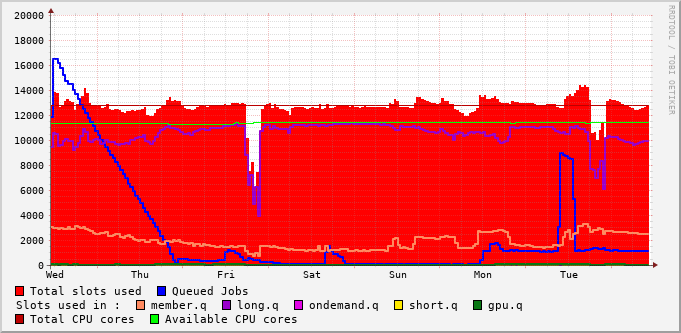 20000
18000
16000
14000
12000
10000
8000
6000
4000
2000
0
Wed Thu Fri Sat Sun Mon Tue
RRDTOOL / TOBI OETIKER
Total slots used Queued Jobs
Slots used in : member.q long.q ondemand.q short.q gpu.q
Total CPU cores Available CPU cores